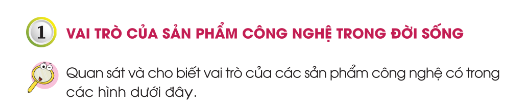 1 VAI TRÒ CỦA SẢN PHẨM CÔNG NGHỆ TRONG ĐỜI SỐNG
Quan sát và cho biết vai trò của các sản phẩm công nghệ có trong
các hình dưới đây.